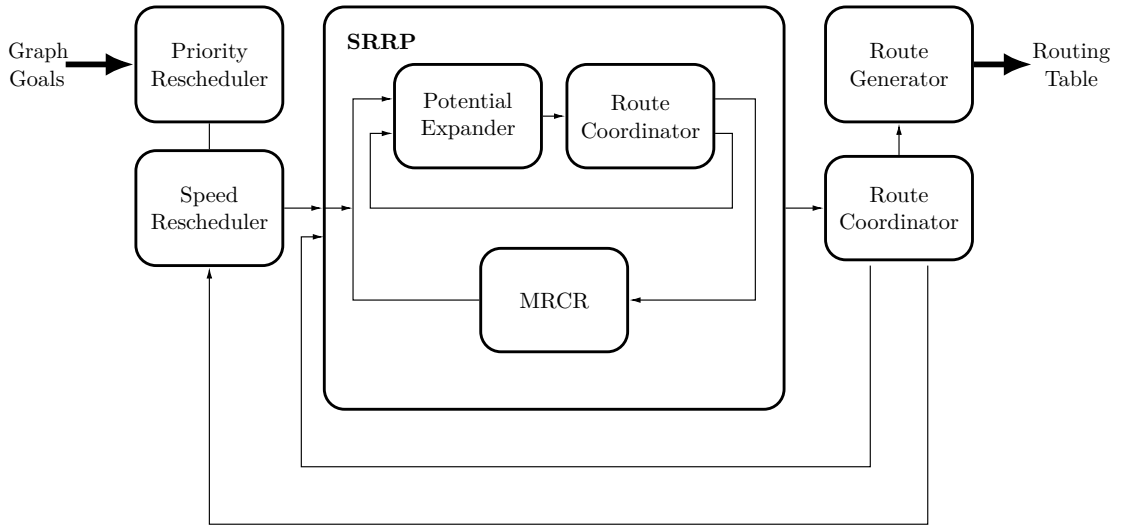 Graph
Goals
Priority
Rescheduler
Speed
Rescheduler
SRRP
Potential
Expander
Route
Coordinator
MRCR
Route
Generator
Routing
Table
Route
Coordinator